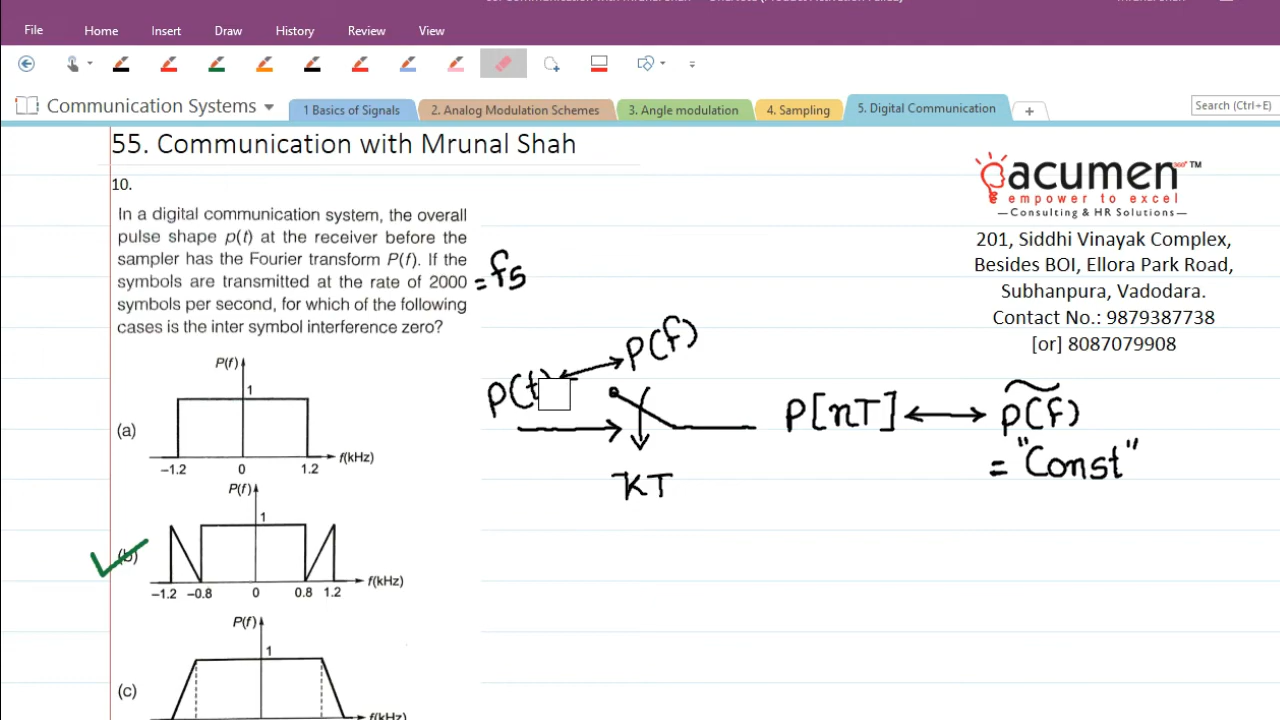 File Home Insert Draw History Review View
Communication Systems 1 Basics of Signals 2. Analog Modulation Schemes 3. Angle modulation 4. Sampling 5. Digital Communication + Search (Ctrl+E)
55. Communication with Mrunal Shah
10.
In a digital communication system, the overall
pulse shape p(t) at the receiver before the
sampler has the Fourier transform P(f). If the
symbols are transmitted at the rate of 2000
symbols per second, for which of the following
cases is the inter symbol interference zero?
= fs
(a)
P(f)
1
-1.2 0 1.2 f(kHz)
(b)
P(f)
1
-1.2 -0.8 0 0.8 1.2 f(kHz)
(c)
P(f)
1
f(kHz)
P(t)
P(f)
KT
P[nT] ↔ P(f)
= "Const"
acumen 360° TM
empower to excel
—Consulting & HR Solutions—
201, Siddhi Vinayak Complex,
Besides BOI, Ellora Park Road,
Subhanpura, Vadodara.
Contact No.: 9879387738
[or] 8087079908